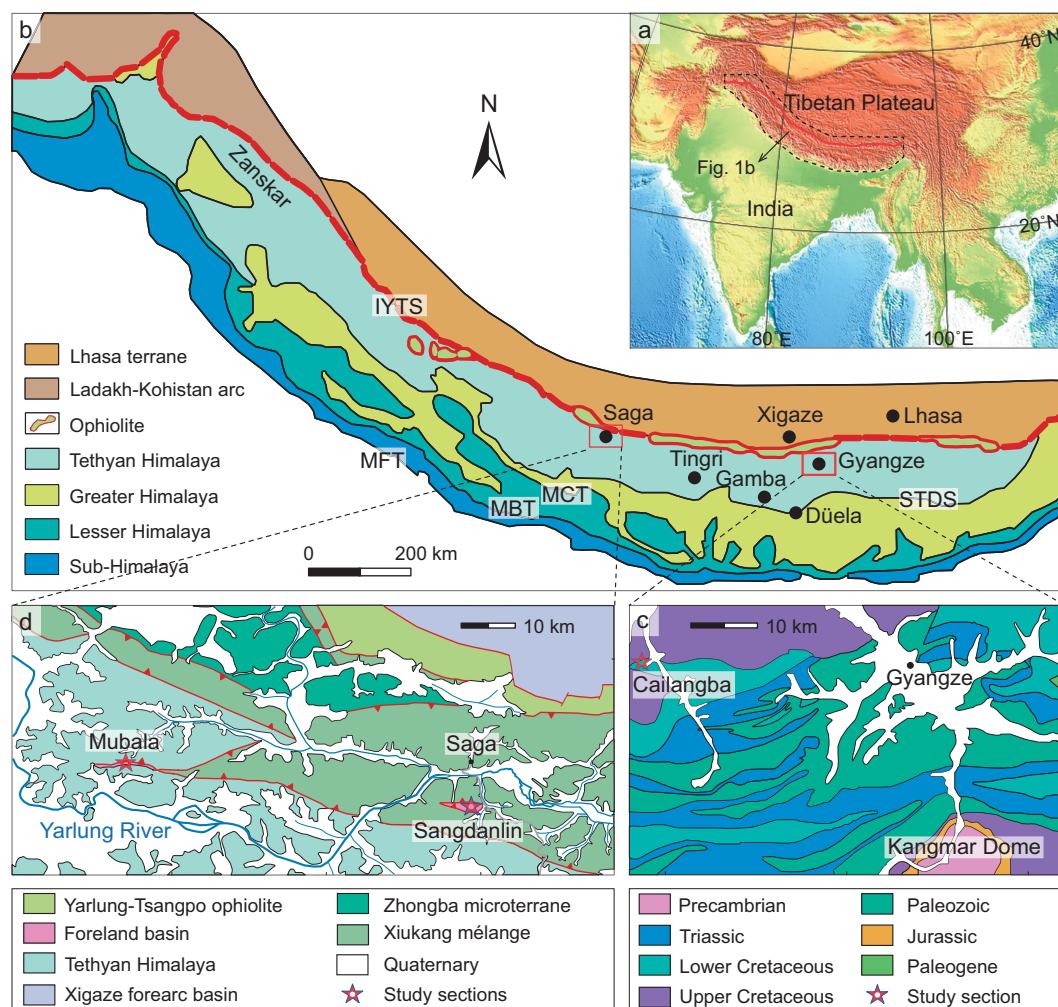 b
N
Zanskar
IYTS
Saga
Xigaze
Lhasa
Tingri
Gyangze
Gamba
Düela
STDS
MFT
MBT
MCT
0 200 km
Lhasa terrane
Ladakh-Kohistan arc
Ophiolite
Tethyan Himalaya
Greater Himalaya
Lesser Himalaya
Sub-Himalaya
a
40°N
Tibetan Plateau
Fig. 1b
India
20°N
80°E
100°E
d
10 km
Mubala
Saga
Yarlung River
Sangdanlin
Yarlung-Tsangpo ophiolite
Foreland basin
Tethyan Himalaya
Xigaze forearc basin
Zhongba microterrane
Xiukang mélange
Quaternary
Study sections
c
10 km
Cailangba
Gyangze
Kangmar Dome
Precambrian
Triassic
Lower Cretaceous
Upper Cretaceous
Paleozoic
Jurassic
Paleogene
Study sections